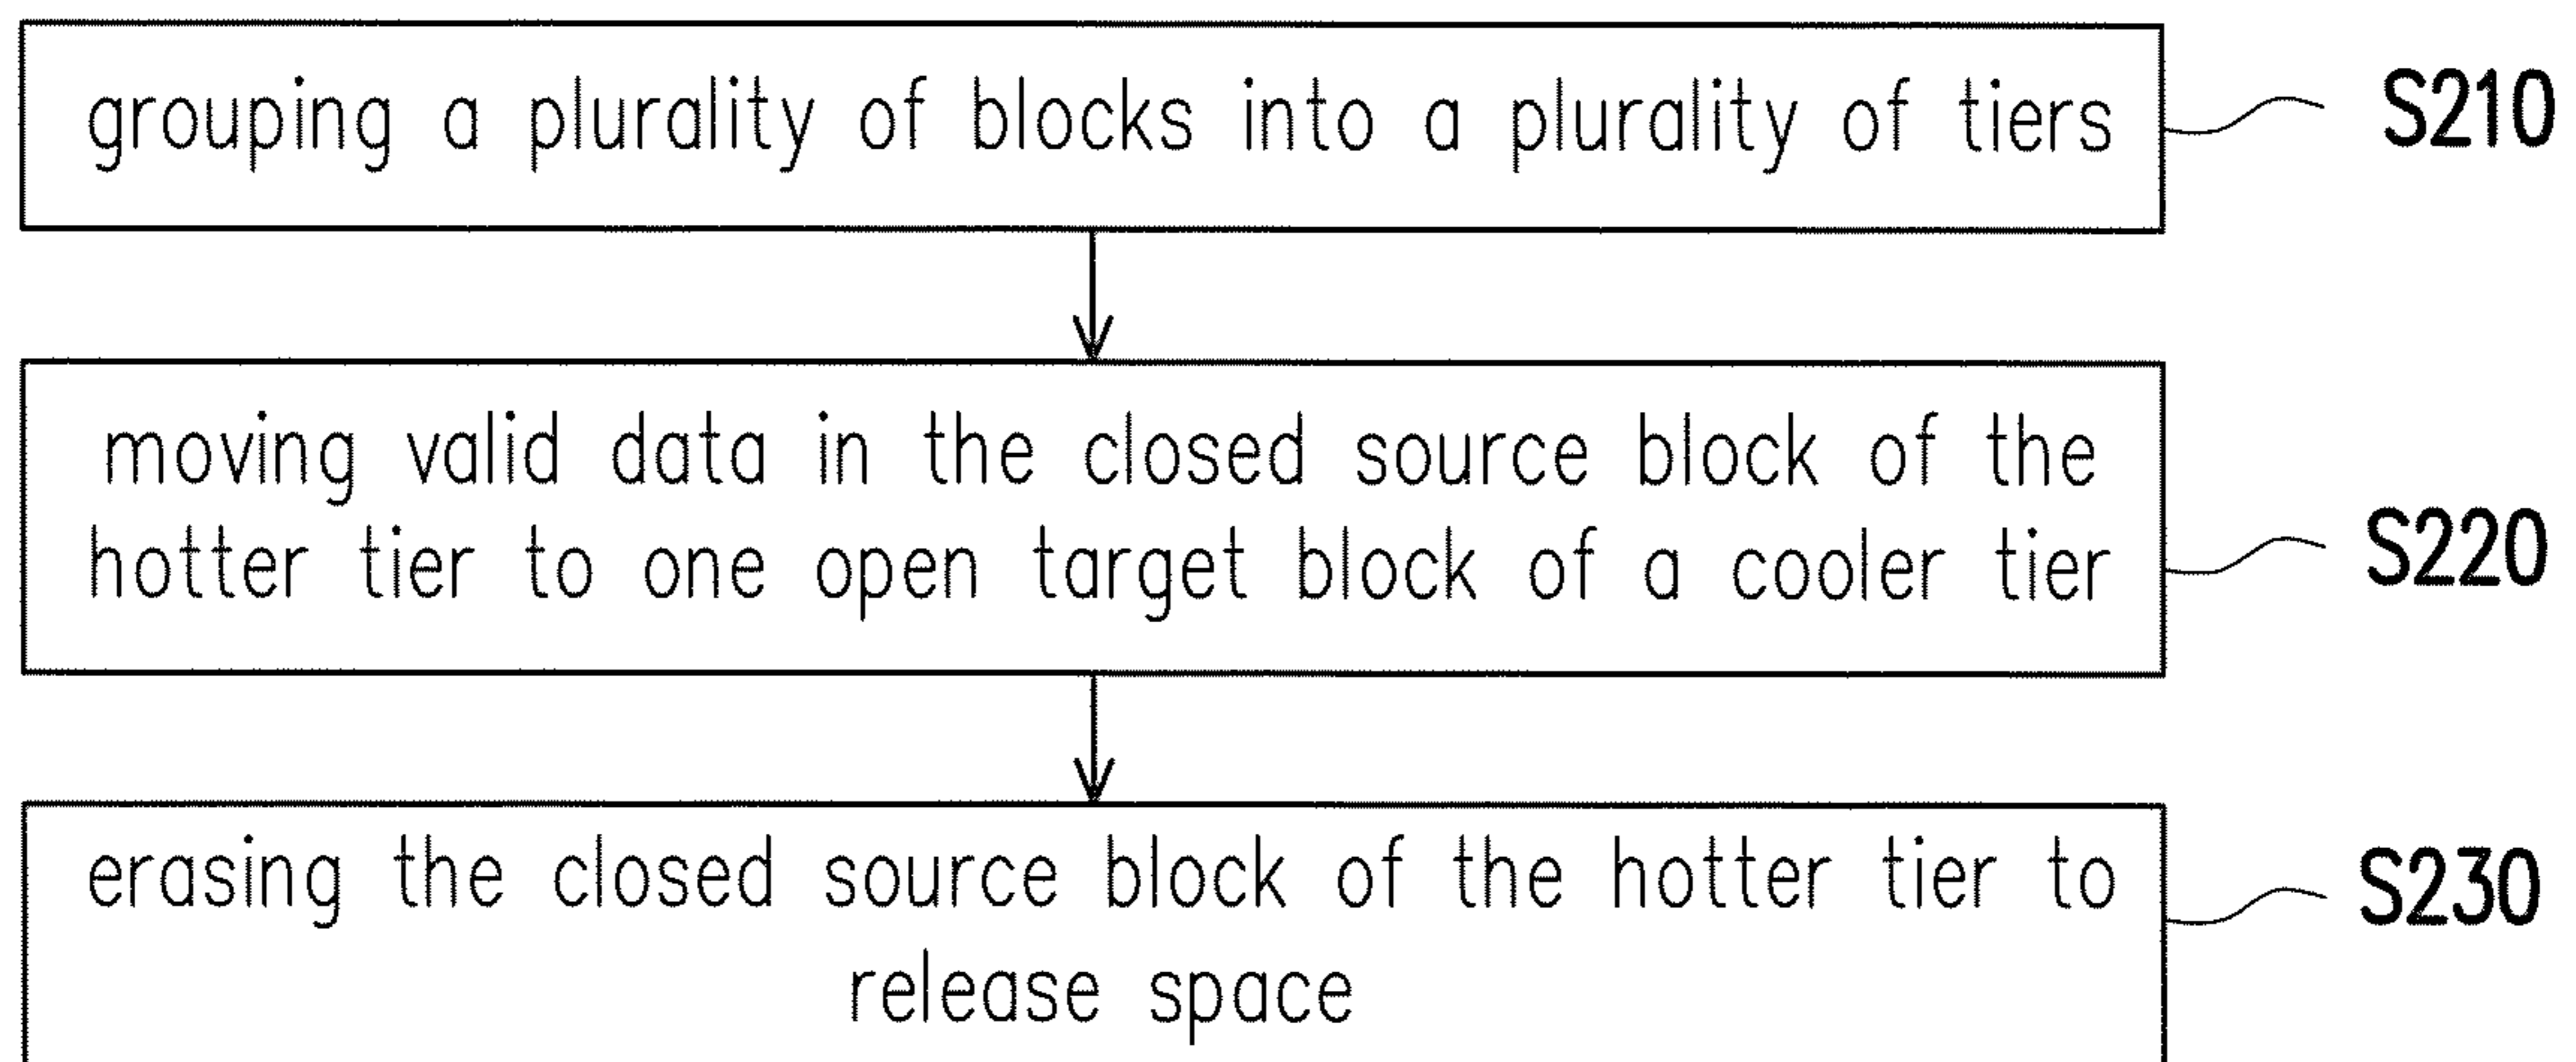 grouping a plurality of blocks into a plurality of tiers
S210
moving valid data in the closed source block of the
hotter tier to one open target block of a cooler tier
S220
erasing the closed source block of the hotter tier to
release space
S230